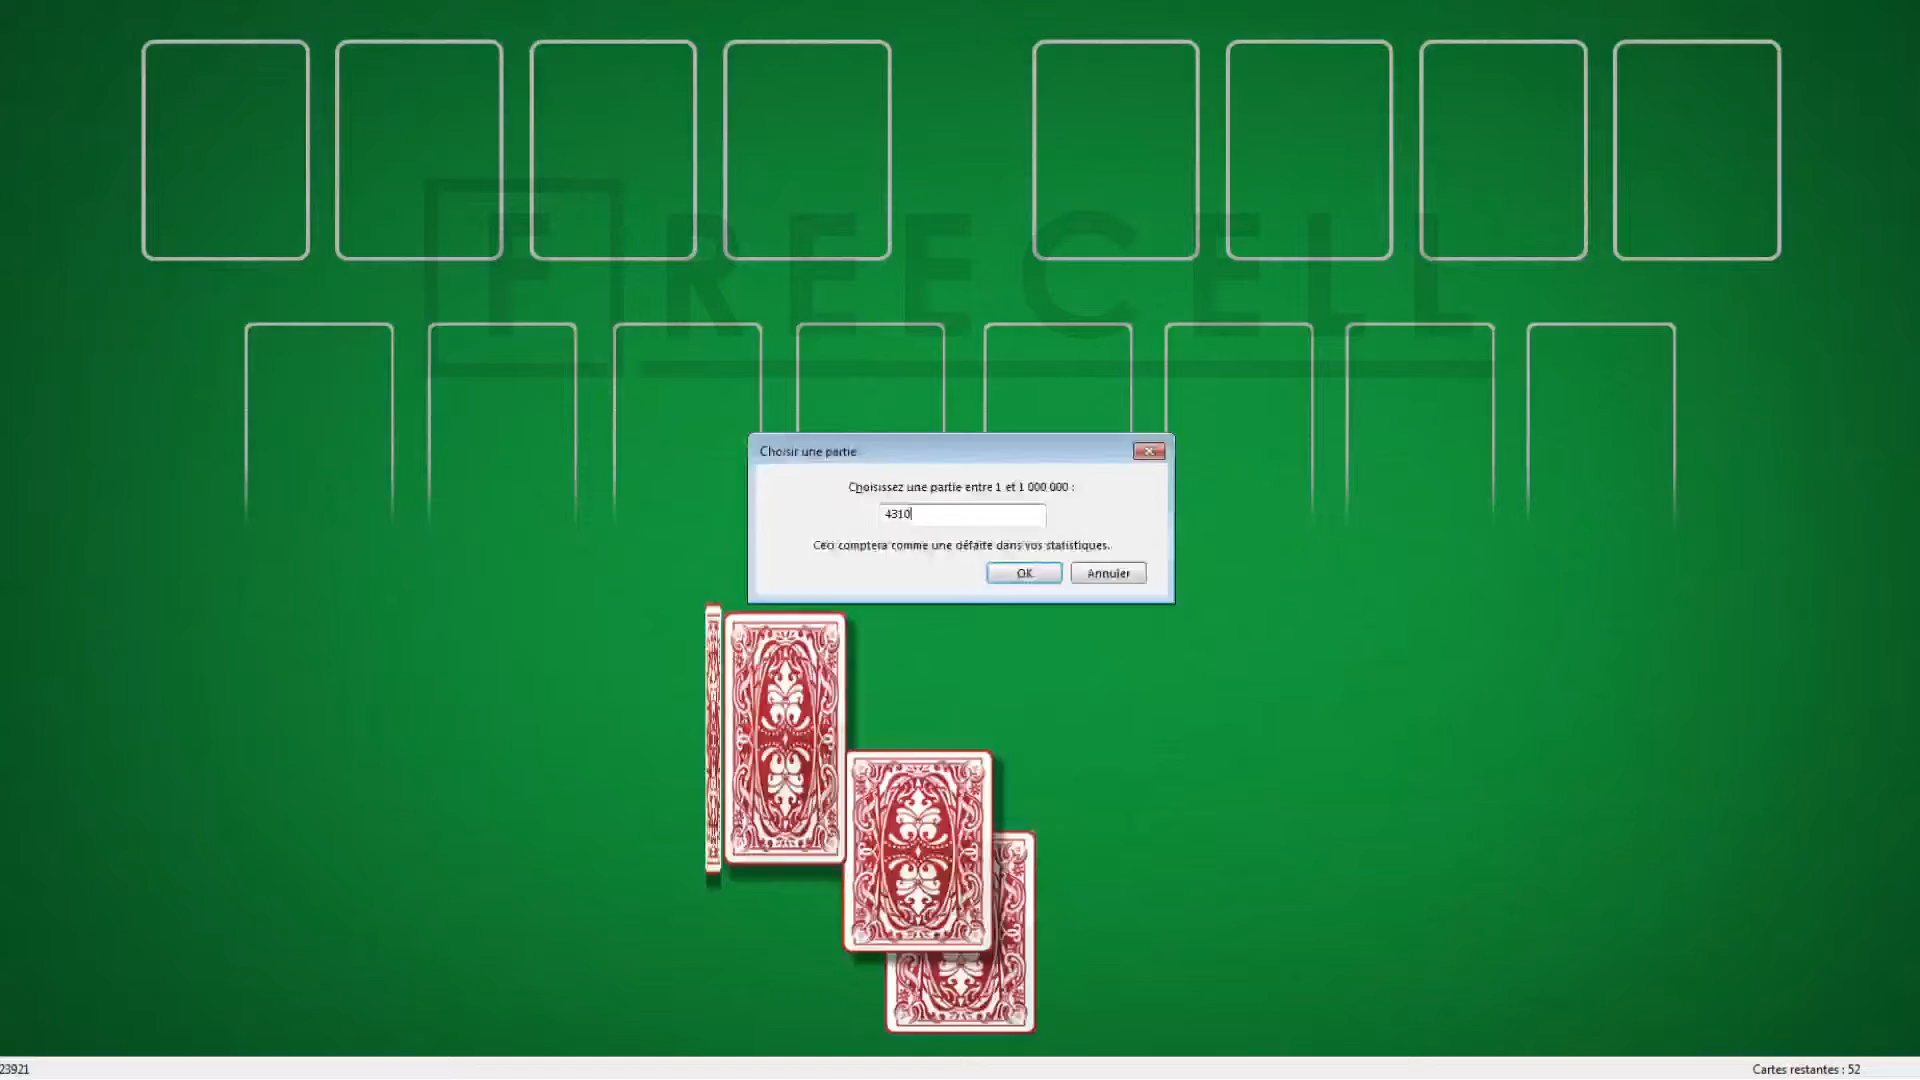 FREECELL
Choisir une partie
Choisissez une partie entre 1 et 1 000 000 :
4310
Ceci comptera comme une défaite dans vos statistiques.
OK
Annuler
23921
Cartes restantes : 52